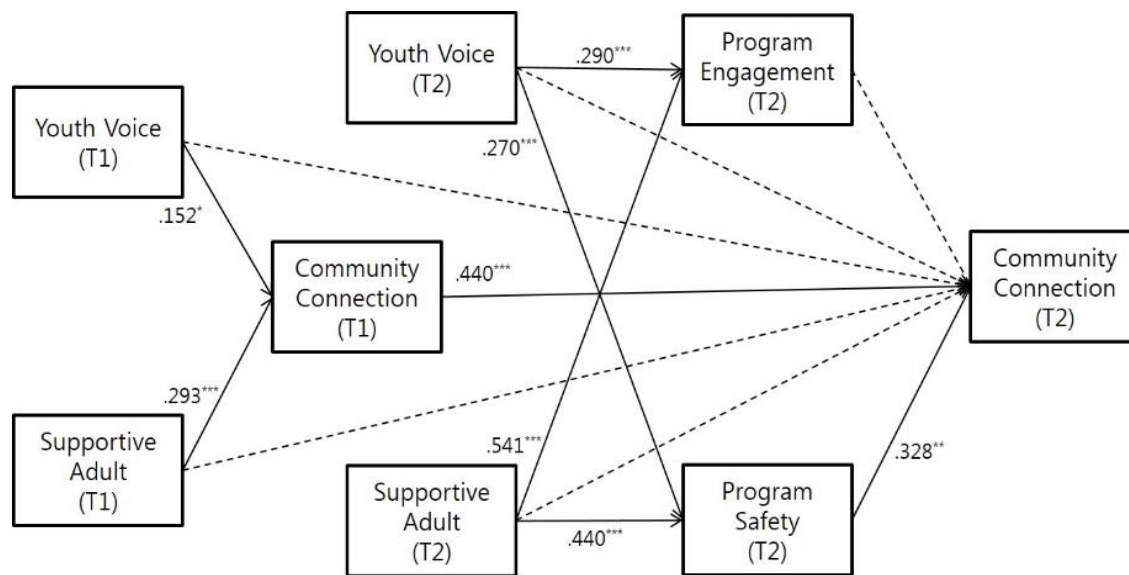 Youth Voice
(T1)
Supportive
Adult
(T1)
.152*
.293***
Community
Connection
(T1)
.440***
Youth Voice
(T2)
Supportive
Adult
(T2)
.290***
.270***
.541***
.440***
Program
Engagement
(T2)
Program
Safety
(T2)
.328**
Community
Connection
(T2)